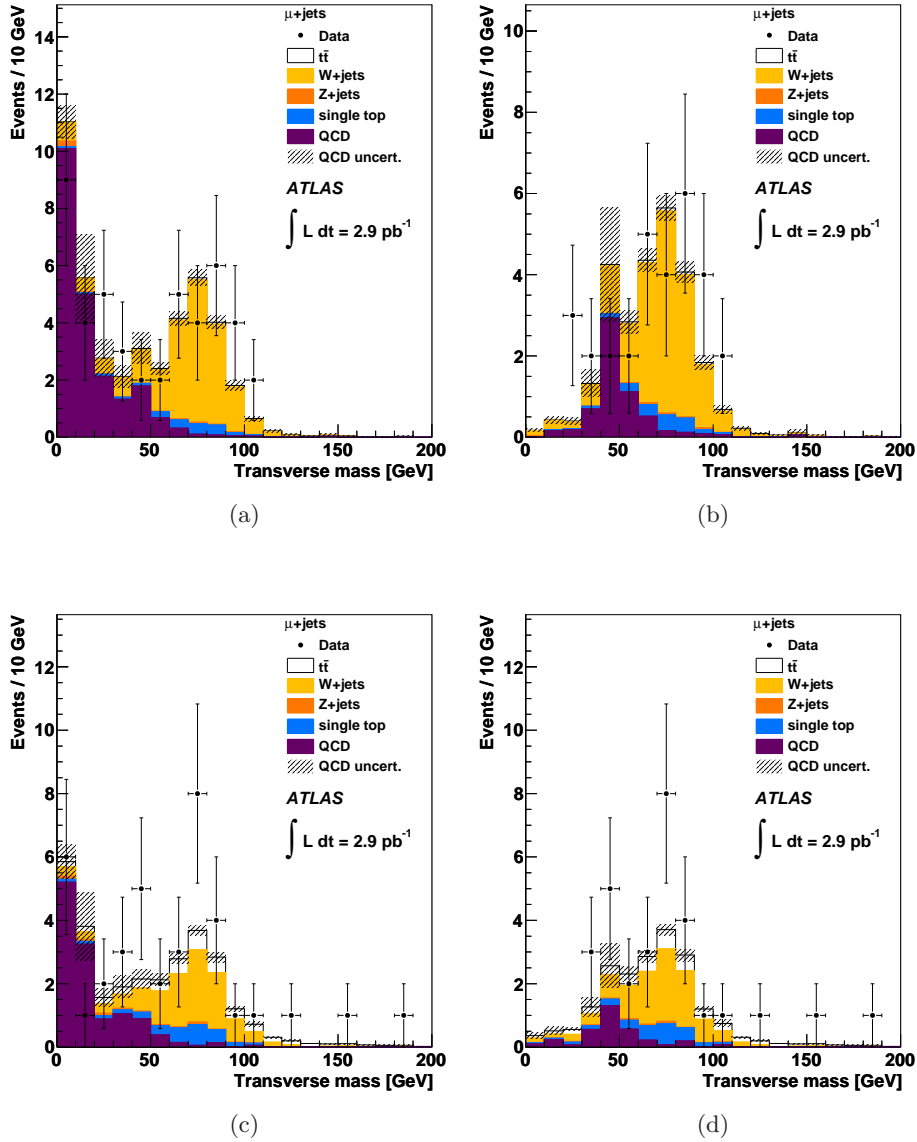 μ+jets
Events / 10 GeV
Data
tt̄
W+jets
Z+jets
single top
QCD
QCD uncert.
ATLAS
∫ L dt = 2.9 pb⁻¹
14
12
10
8
6
4
2
0
0 50 100 150 200
Transverse mass [GeV]
(a)
μ+jets
Events / 10 GeV
Data
tt̄
W+jets
Z+jets
single top
QCD
QCD uncert.
ATLAS
∫ L dt = 2.9 pb⁻¹
10
8
6
4
2
0
0 50 100 150 200
Transverse mass [GeV]
(b)
μ+jets
Events / 10 GeV
Data
tt̄
W+jets
Z+jets
single top
QCD
QCD uncert.
ATLAS
∫ L dt = 2.9 pb⁻¹
12
10
8
6
4
2
0
0 50 100 150 200
Transverse mass [GeV]
(c)
μ+jets
Events / 10 GeV
Data
tt̄
W+jets
Z+jets
single top
QCD
QCD uncert.
ATLAS
∫ L dt = 2.9 pb⁻¹
12
10
8
6
4
2
0
0 50 100 150 200
Transverse mass [GeV]
(d)